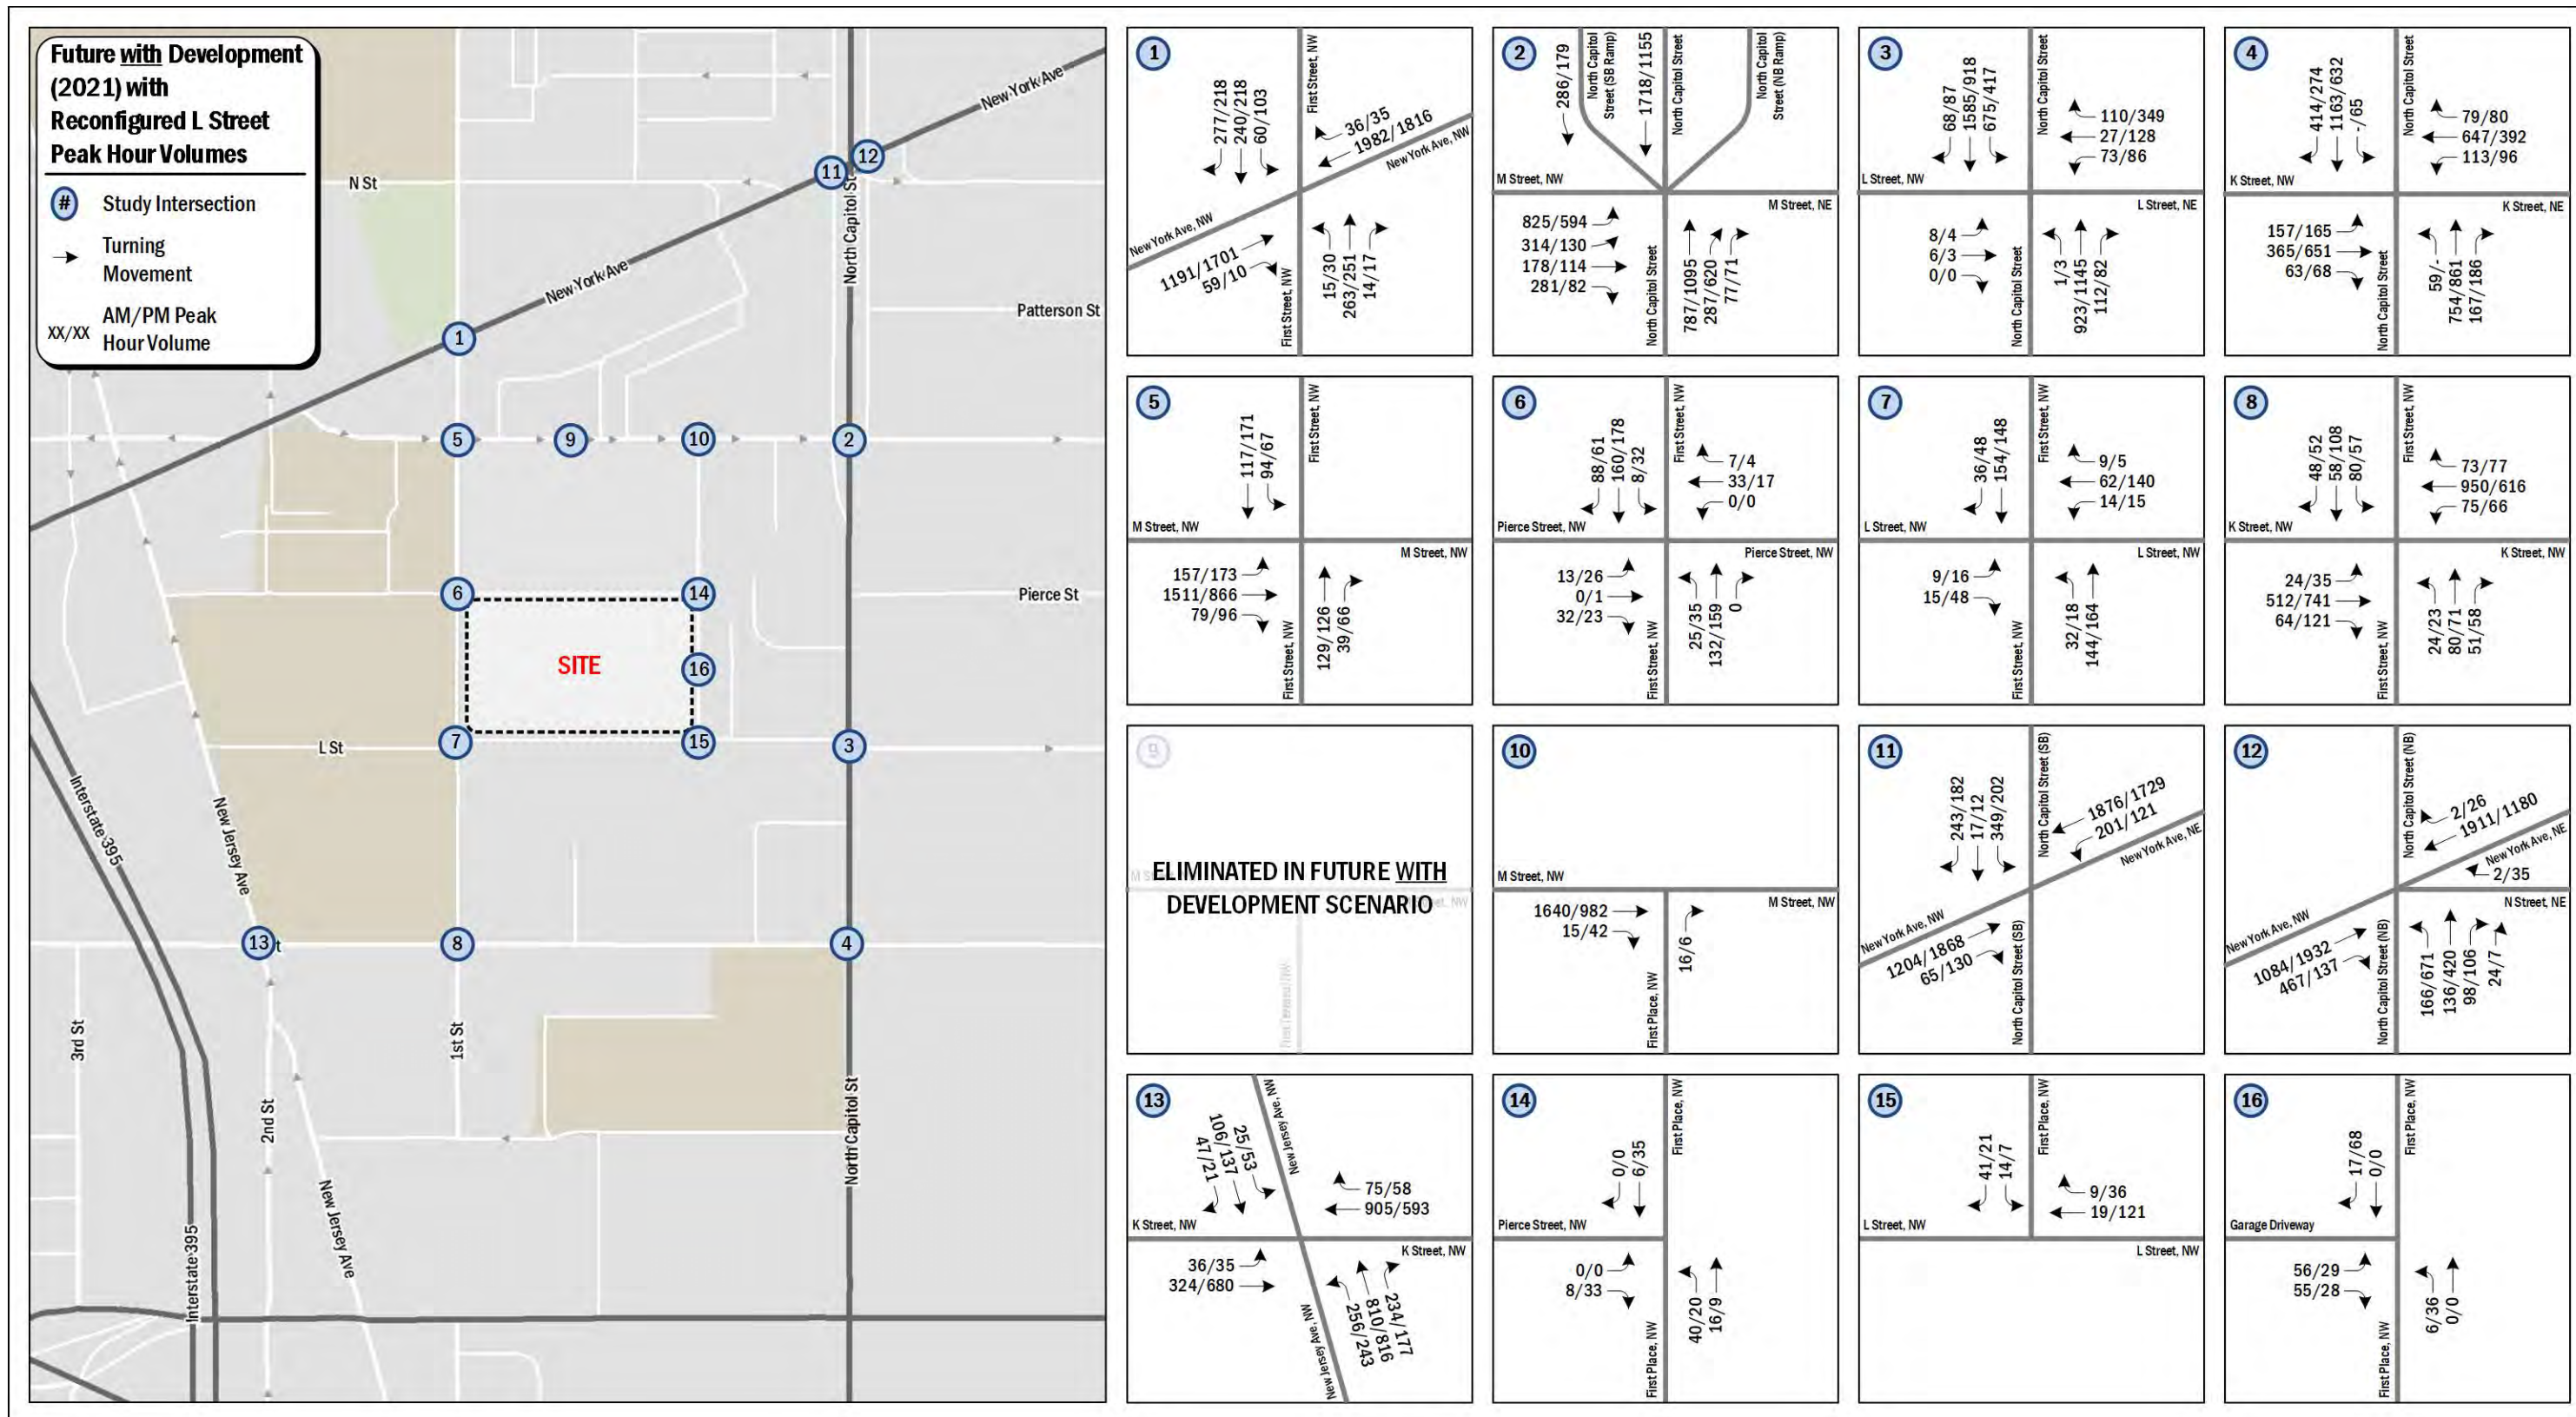 Future with Development
(2021) with
Reconfigured L Street
Peak Hour Volumes
#
Study Intersection
Turning
Movement
XX/XX
AM/PM Peak
Hour Volume
New York Ave
N St
North Capitol St
New York Ave
Patterson St
Pierce St
SITE
L St
Interstate 395
New Jersey Ave
3rd St
1st St
2nd St
North Capitol St
New Jersey Ave
Interstate 395
t
1
2
3
4
5
6
7
8
9
10
11
12
13
14
15
16
1
277/218
240/218
60/103
First Street, NW
36/35
1982/1816
New York Ave, NW
New York Ave, NW
1191/1701
59/10
First Street, NW
15/30
263/251
14/17
2
286/179
North Capitol
Street (SB Ramp)
1718/1155
North Capitol Street
North Capitol
Street (NB Ramp)
M Street, NW
M Street, NE
825/594
314/130
178/114
281/82
North Capitol Street
787/1095
287/620
77/71
3
68/87
1585/918
675/417
North Capitol Street
110/349
27/128
73/86
L Street, NW
L Street, NE
8/4
6/3
0/0
North Capitol Street
1/3
923/1145
112/82
4
414/274
1163/632
-/65
North Capitol Street
79/80
647/392
113/96
K Street, NW
K Street, NE
157/165
365/651
63/68
North Capitol Street
59/-
754/861
167/186
5
117/171
94/67
First Street, NW
M Street, NW
M Street, NW
157/173
1511/866
79/96
First Street, NW
129/126
39/66
6
88/61
160/178
8/32
First Street, NW
7/4
33/17
0/0
Pierce Street, NW
Pierce Street, NW
13/26
0/1
32/23
First Street, NW
25/35
132/159
0
7
36/48
154/148
First Street, NW
9/5
62/140
14/15
L Street, NW
L Street, NW
9/16
15/48
First Street, NW
32/18
144/164
8
48/52
58/108
80/57
First Street, NW
73/77
950/616
75/66
K Street, NW
K Street, NW
24/35
512/741
64/121
First Street, NW
24/23
80/71
51/58
9
ELIMINATED IN FUTURE WITH
DEVELOPMENT SCENARIO
10
M Street, NW
M Street, NW
1640/982
15/42
First Place, NW
16/6
11
243/182
17/12
349/202
North Capitol Street (SB)
1876/1729
201/121
New York Ave, NE
New York Ave, NW
1204/1868
65/130
North Capitol Street (SB)
12
North Capitol Street (NB)
2/26
1911/1180
New York Ave, NE
2/35
N Street, NE
New York Ave, NW
1084/1932
467/137
North Capitol Street (NB)
166/671
136/420
98/106
24/7
13
47/21
106/137
25/53
New Jersey Ave, NW
75/58
905/593
K Street, NW
K Street, NW
36/35
324/680
New Jersey Ave, NW
256/243
810/816
234/177
14
0/0
6/35
First Place, NW
Pierce Street, NW
0/0
8/33
First Place, NW
40/20
16/9
15
41/21
14/7
First Place, NW
9/36
19/121
L Street, NW
L Street, NW
16
17/68
0/0
First Place, NW
Garage Driveway
56/29
55/28
First Place, NW
6/36
0/0